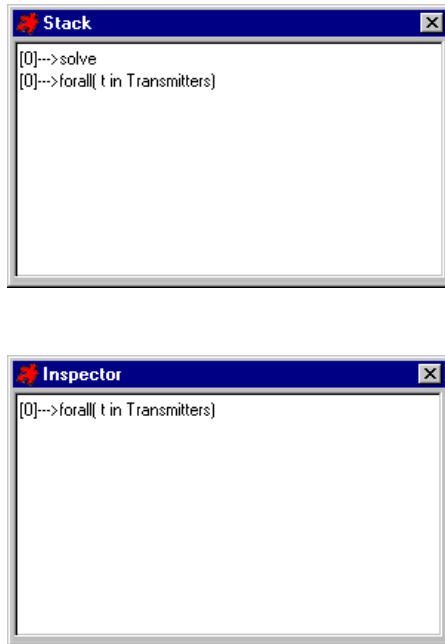 Stack
[0]--->solve
[0]--->forall( t in Transmitters)
Inspector
[0]--->forall( t in Transmitters)